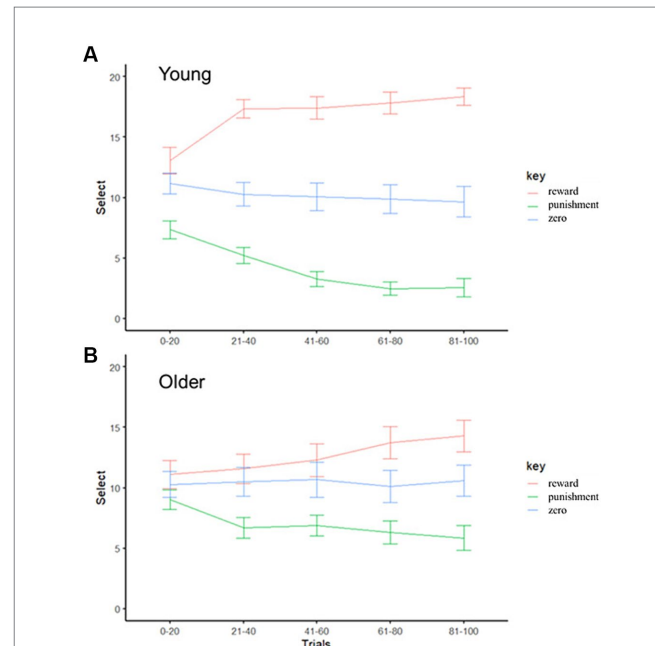 A
Young
20
15
10
5
0
Select
0-20 21-40 41-60 61-80 81-100
key
reward
punishment
zero
B
Older
20
15
10
5
0
Select
0-20 21-40 41-60 61-80 81-100
Trials
key
reward
punishment
zero